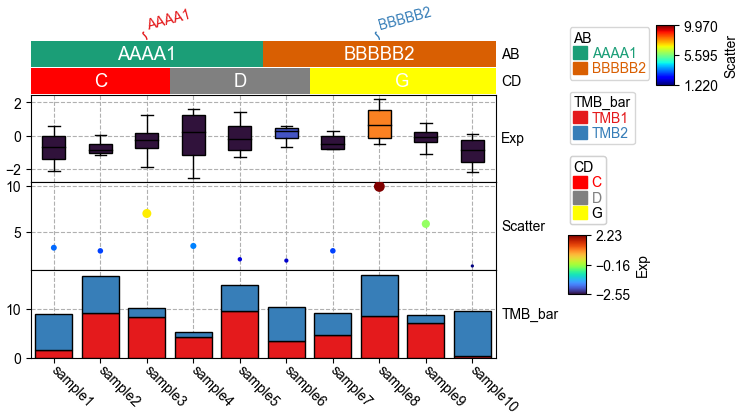 AAAA1
BBBBB2
AAAA1
BBBBB2
AB
C
D
G
CD
2
0
−2
Exp
10
5
Scatter
10
0
TMB_bar
sample1
sample2
sample3
sample4
sample5
sample6
sample7
sample8
sample9
sample10
AB
AAAA1
BBBBB2
TMB_bar
TMB1
TMB2
CD
C
D
G
2.23
−0.16
−2.55
Exp
9.970
5.595
1.220
Scatter